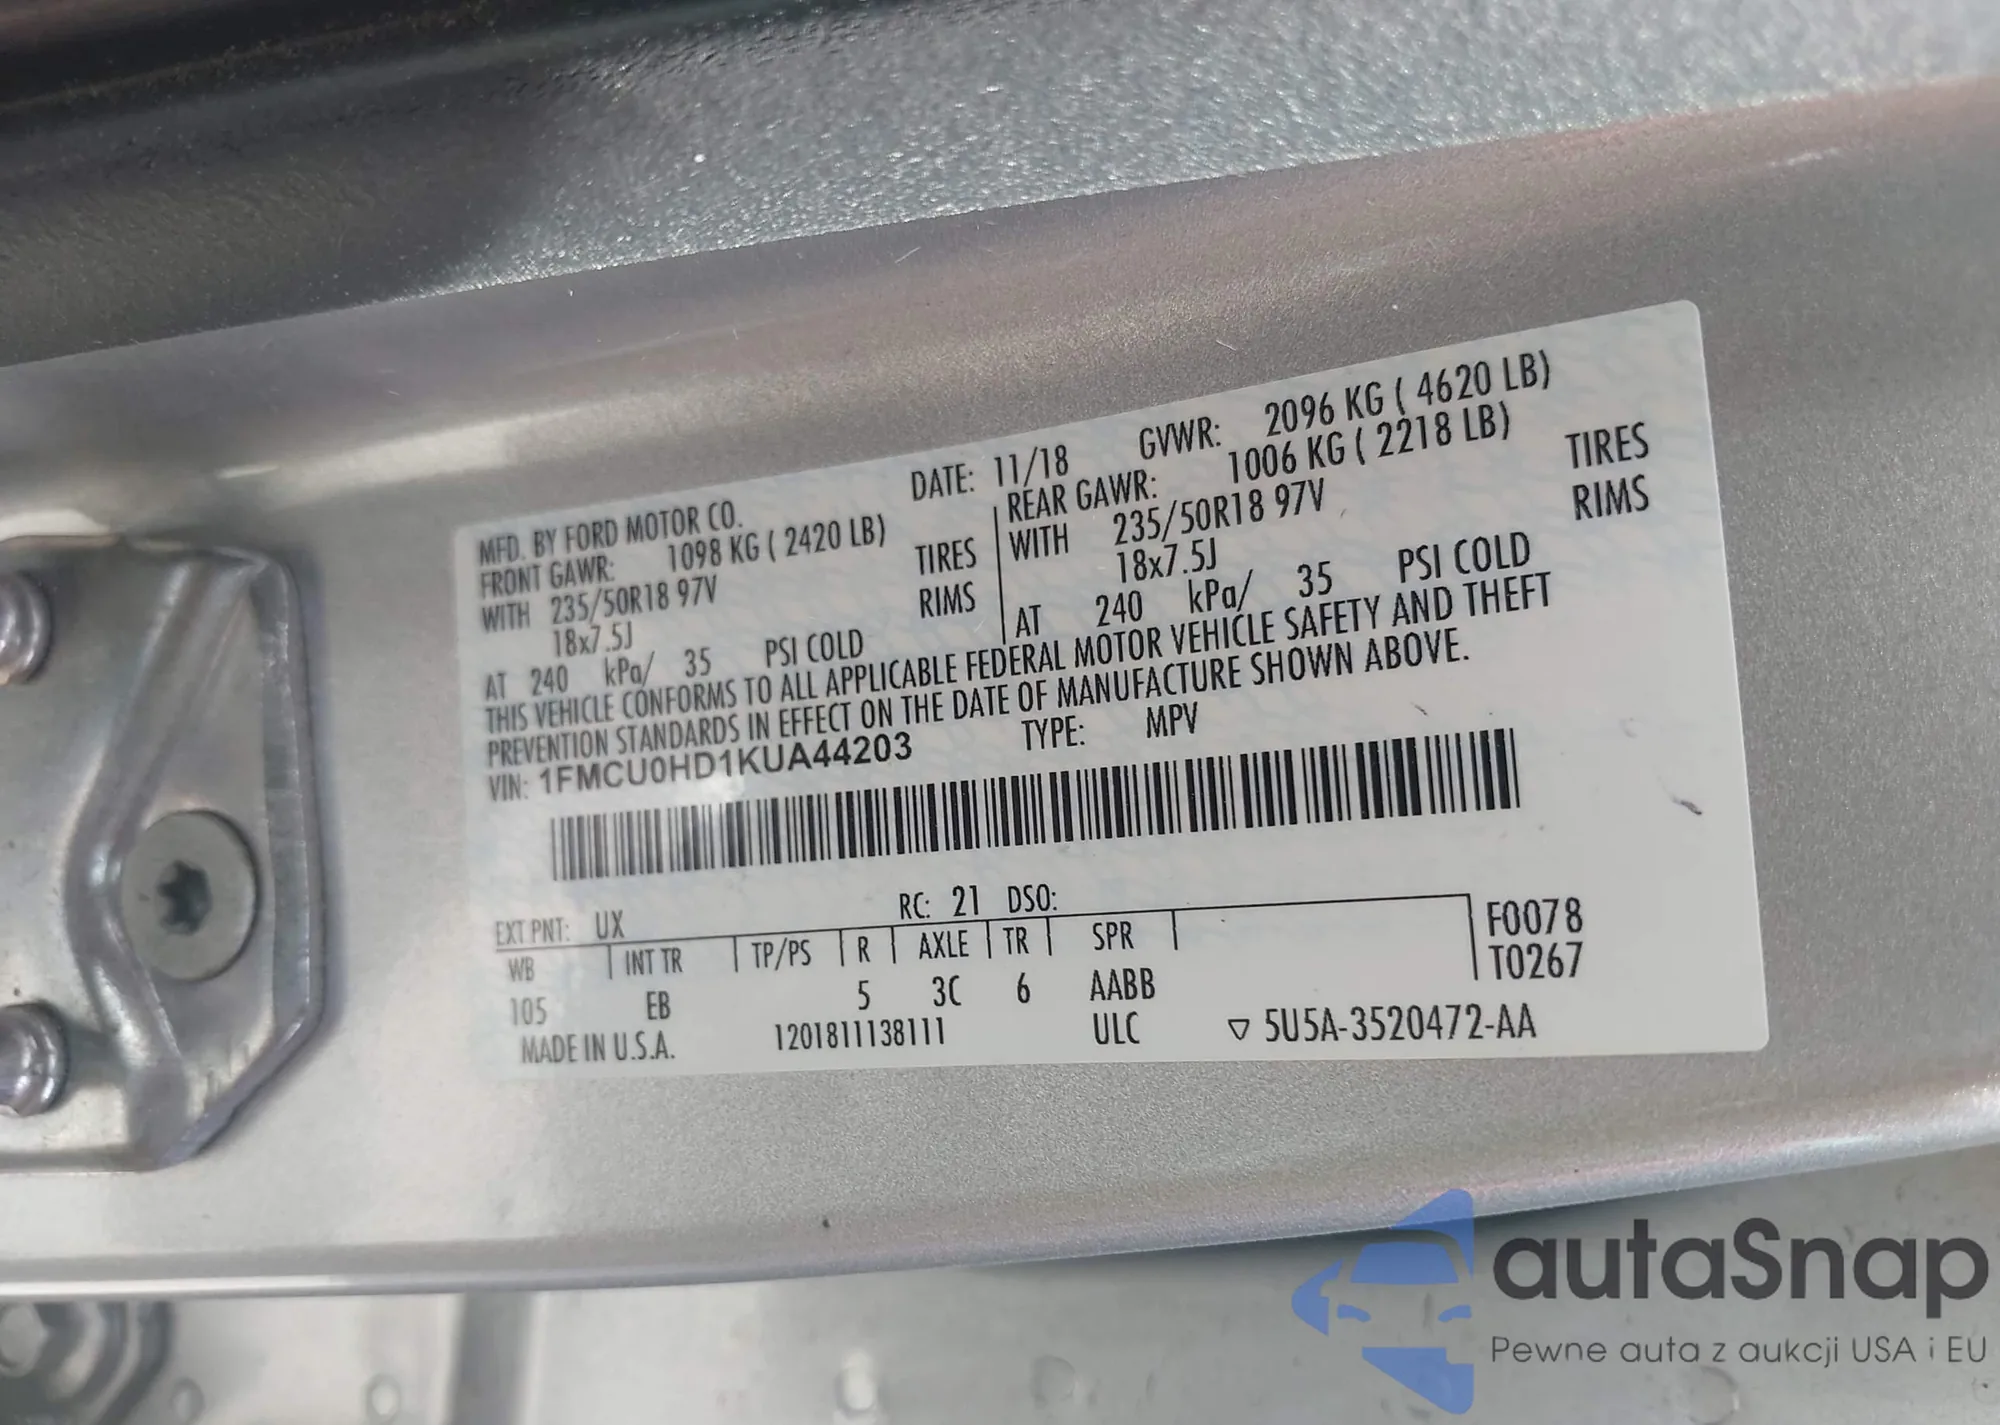 MFD. BY FORD MOTOR CO. DATE: 11/18 GVWR: 2096 KG ( 4620 LB)
FRONT GAWR: 1098 KG ( 2420 LB) REAR GAWR: 1006 KG ( 2218 LB)
WITH 235/50R18 97V TIRES WITH 235/50R18 97V TIRES
18x7.5J RIMS 18x7.5J RIMS
AT 240 kPa/ 35 PSI COLD AT 240 kPa/ 35 PSI COLD
THIS VEHICLE CONFORMS TO ALL APPLICABLE FEDERAL MOTOR VEHICLE SAFETY AND THEFT
PREVENTION STANDARDS IN EFFECT ON THE DATE OF MANUFACTURE SHOWN ABOVE.
VIN: 1FMCU0HD1KUA44203 TYPE: MPV
EXT PNT: UX RC: 21 DSO: F0078
WB INT TR TP/PS R AXLE TR SPR T0267
105 EB 5 3C 6 AABB
MADE IN U.S.A. 1201811138111 ULC ▽ 5U5A-3520472-AA
autaSnap
Pewne auta z aukcji USA i EU